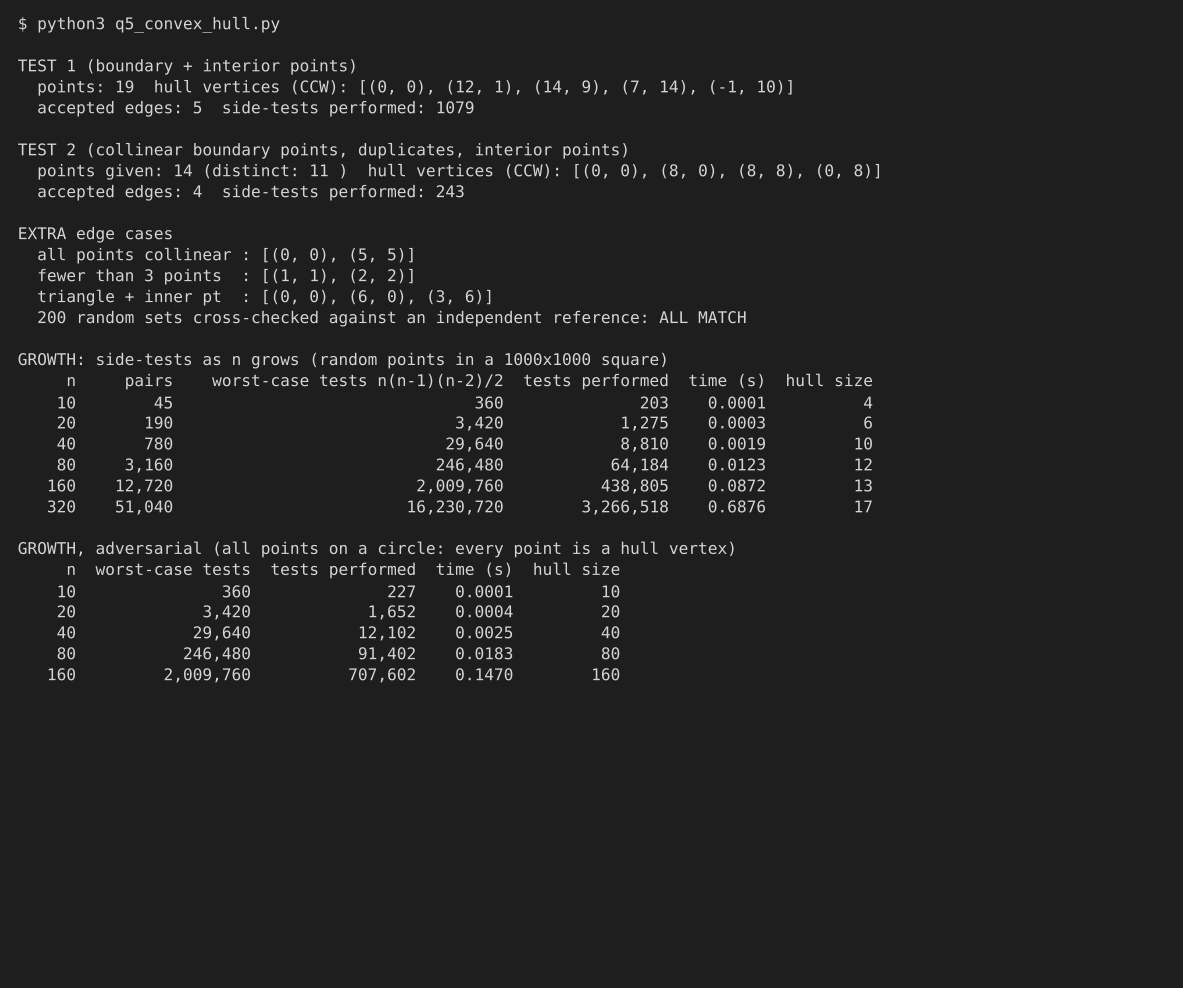 $ python3 q5_convex_hull.py
TEST 1 (boundary + interior points)
  points: 19  hull vertices (CCW): [(0, 0), (12, 1), (14, 9), (7, 14), (-1, 10)]
  accepted edges: 5  side-tests performed: 1079
TEST 2 (collinear boundary points, duplicates, interior points)
  points given: 14 (distinct: 11 )  hull vertices (CCW): [(0, 0), (8, 0), (8, 8), (0, 8)]
  accepted edges: 4  side-tests performed: 243
EXTRA edge cases
  all points collinear : [(0, 0), (5, 5)]
  fewer than 3 points  : [(1, 1), (2, 2)]
  triangle + inner pt  : [(0, 0), (6, 0), (3, 6)]
  200 random sets cross-checked against an independent reference: ALL MATCH
GROWTH: side-tests as n grows (random points in a 1000x1000 square)
     n     pairs    worst-case tests n(n-1)(n-2)/2  tests performed  time (s)  hull size
    10        45                               360              203    0.0001          4
    20       190                             3,420            1,275    0.0003          6
    40       780                            29,640            8,810    0.0019         10
    80     3,160                           246,480           64,184    0.0123         12
   160    12,720                         2,009,760          438,805    0.0872         13
   320    51,040                        16,230,720        3,266,518    0.6876         17
GROWTH, adversarial (all points on a circle: every point is a hull vertex)
     n  worst-case tests  tests performed  time (s)  hull size
    10               360              227    0.0001         10
    20             3,420            1,652    0.0004         20
    40            29,640           12,102    0.0025         40
    80           246,480           91,402    0.0183         80
   160         2,009,760          707,602    0.1470        160